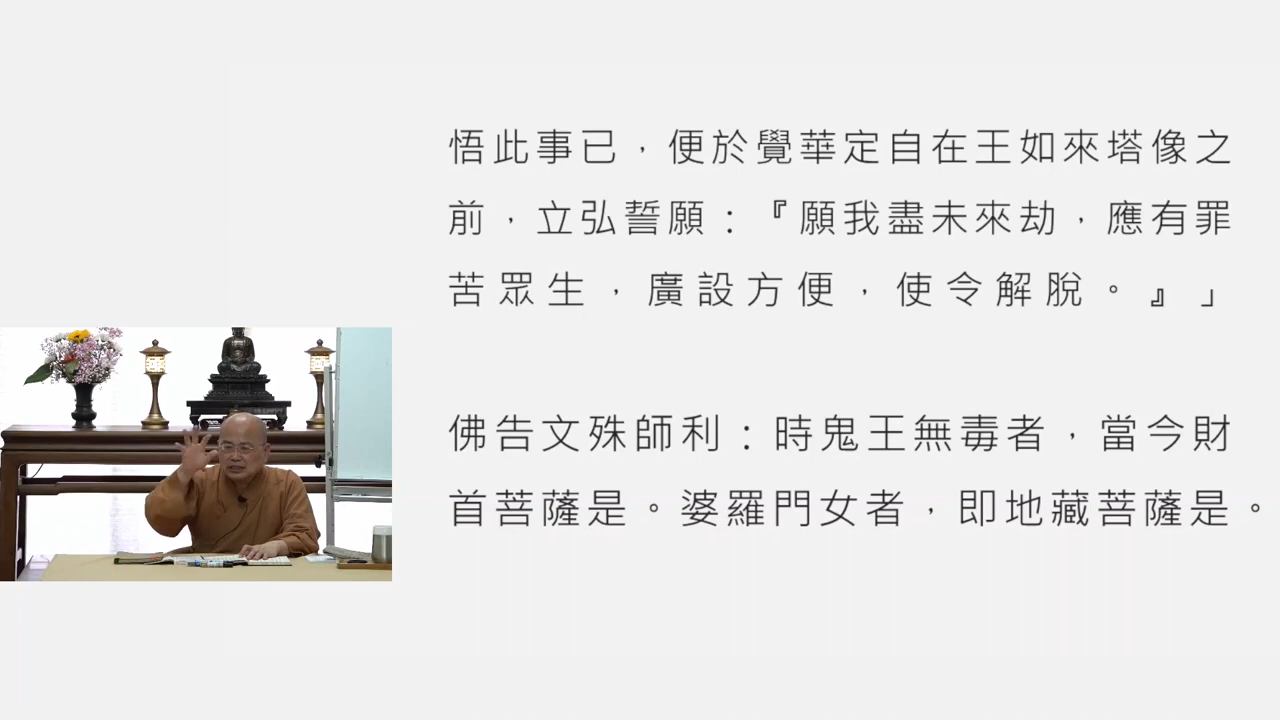 悟此事已，便於覺華定自在王如來塔像之
前，立弘誓願：『願我盡未來劫，應有罪
苦眾生，廣設方便，使令解脫。』」
佛告文殊師利：時鬼王無毒者，當今財
首菩薩是。婆羅門女者，即地藏菩薩是。